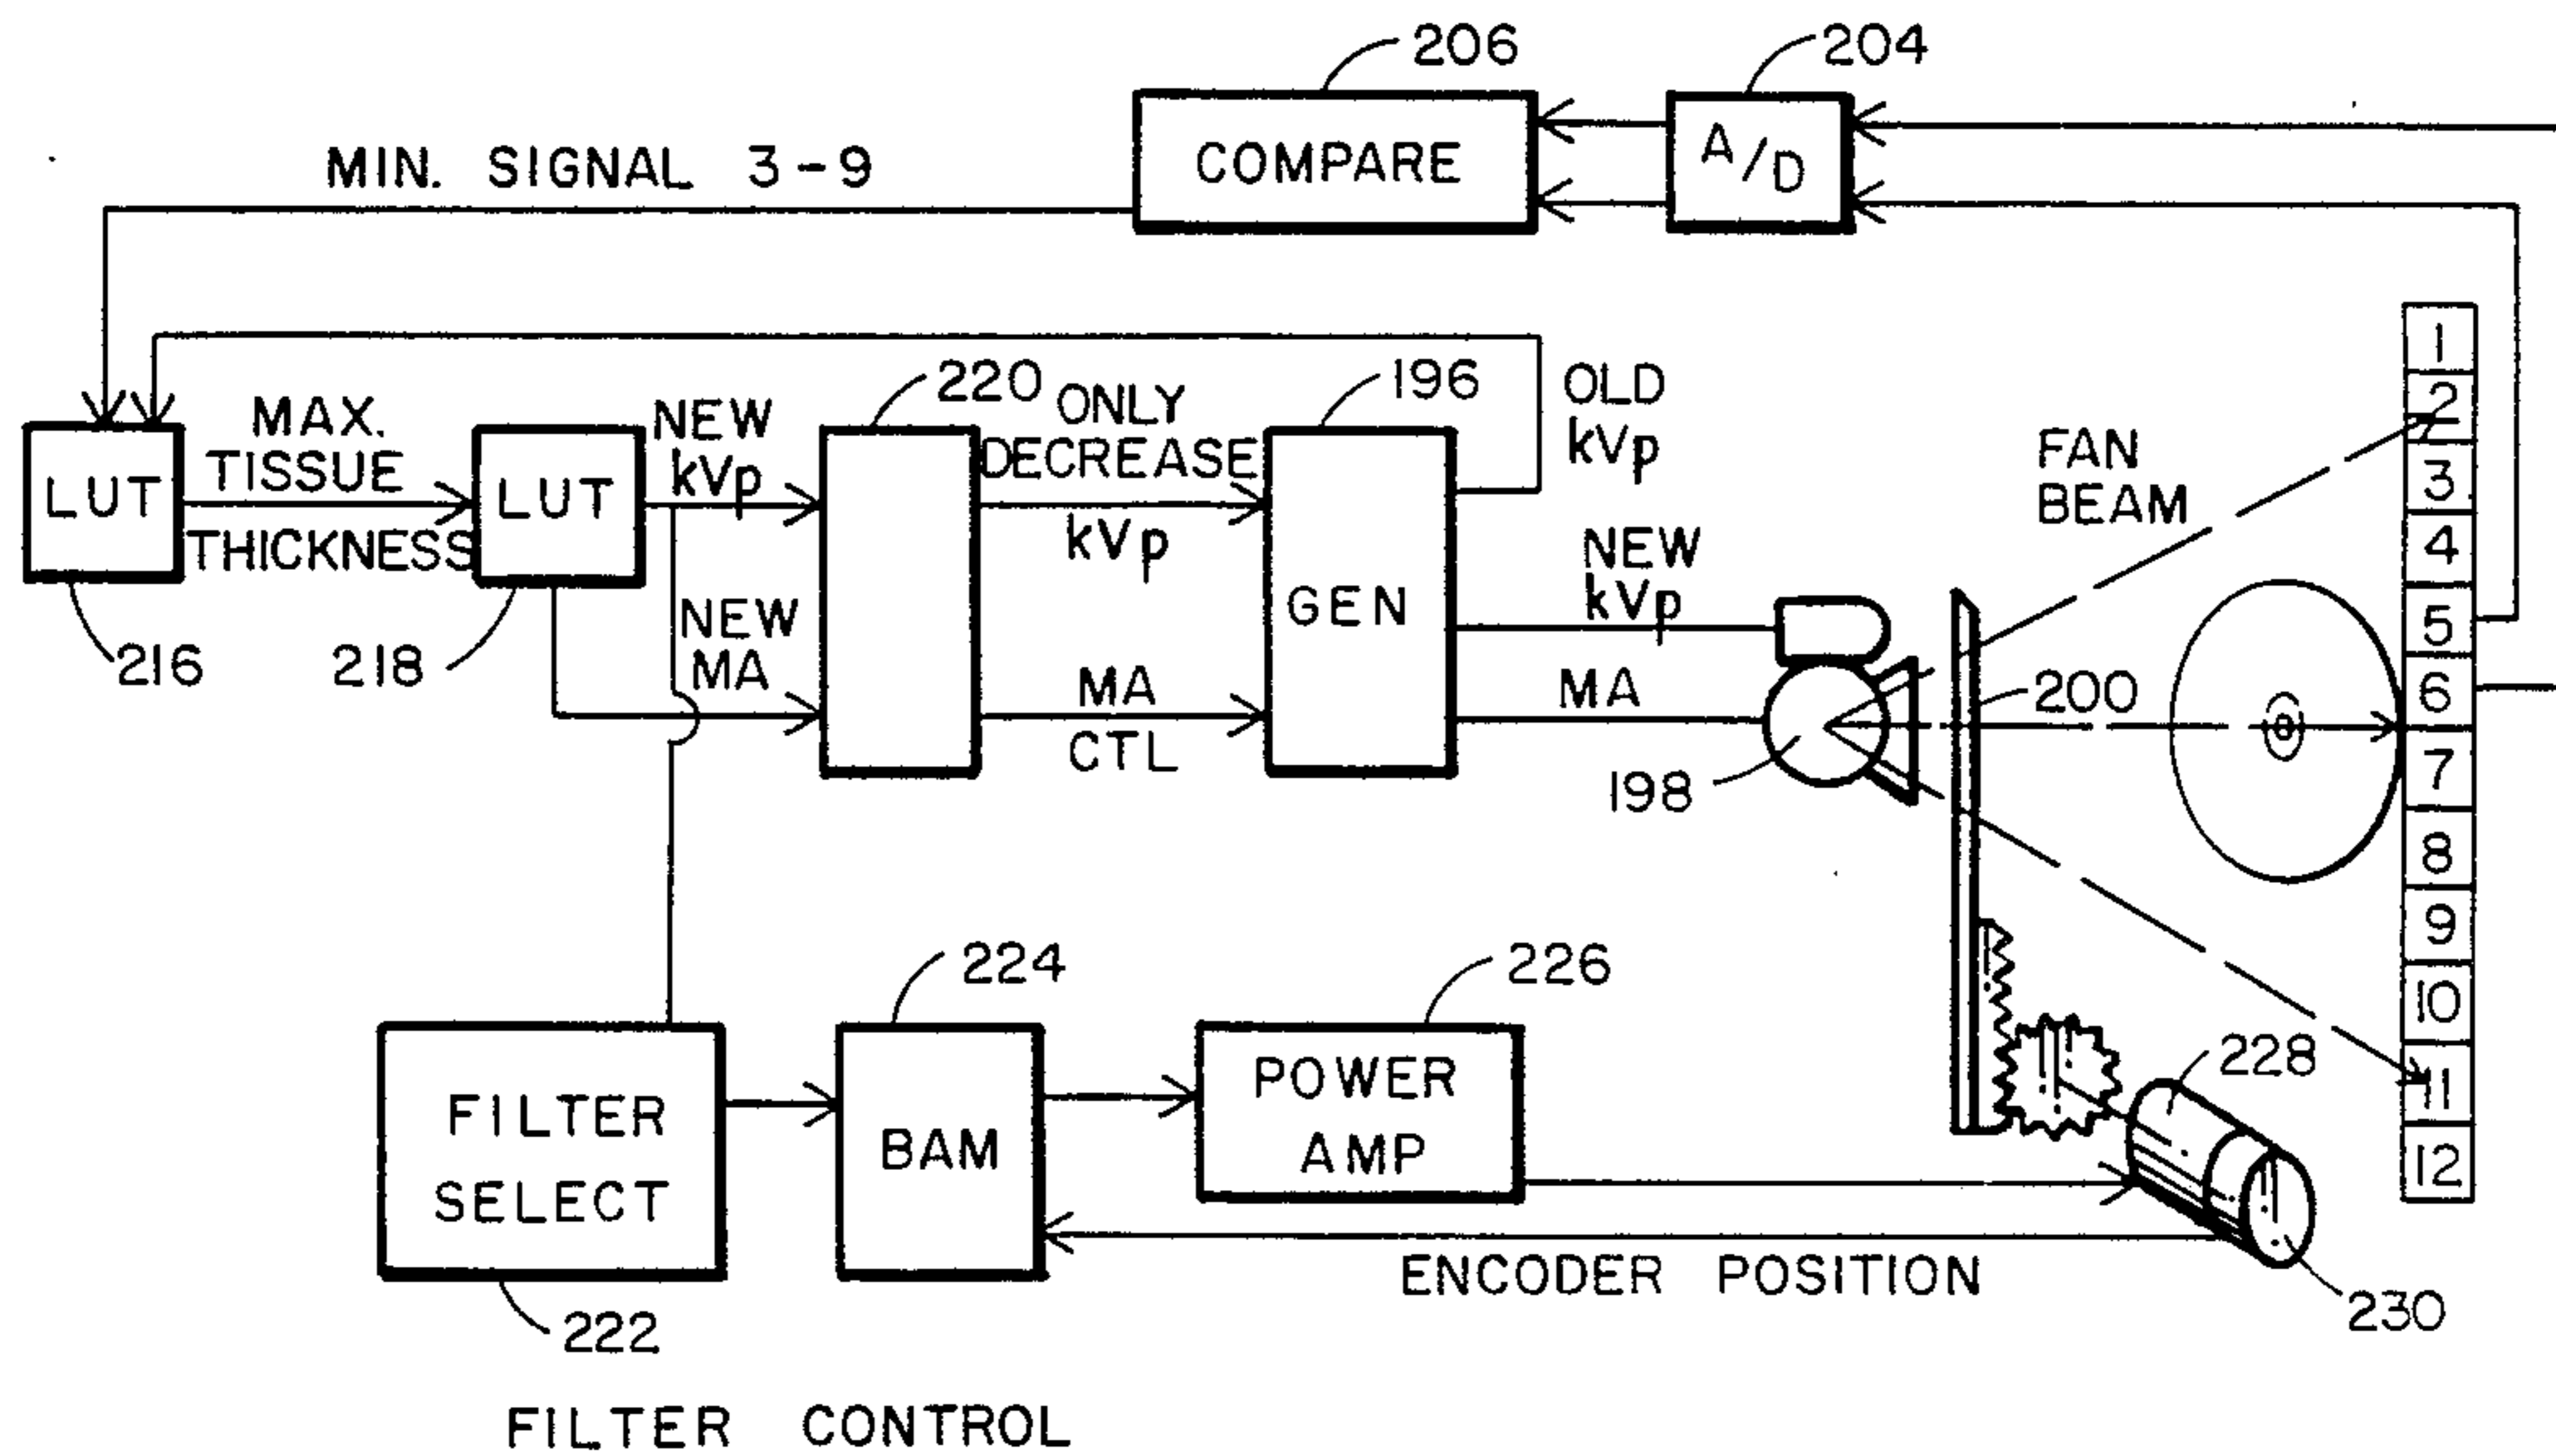 206
204
COMPARE
A/D
MIN. SIGNAL 3-9
1
2
3
4
5
6
7
8
9
10
11
12
220
ONLY
DECREASE
kVp
196
OLD
kVp
MAX.
TISSUE
THICKNESS
NEW
kVp
LUT
LUT
FAN
BEAM
GEN
NEW
kVp
216
218
NEW
MA
MA
CTL
MA
200
198
224
226
228
FILTER
SELECT
BAM
POWER
AMP
ENCODER POSITION
230
222
FILTER CONTROL